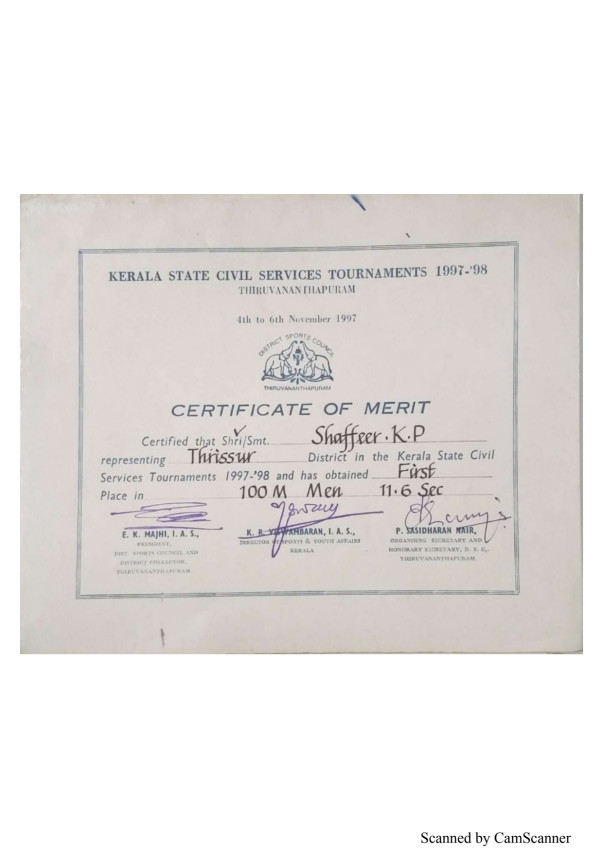 KERALA STATE CIVIL SERVICES TOURNAMENTS 1997-'98
THIRUVANANTHAPURAM
4th to 6th November 1997
DISTRICT SPORTS COUNCIL
THIRUVANANTHAPURAM
CERTIFICATE OF MERIT
Certified that Shri/Smt. Shaffeer.K.P
representing Thrissur District in the Kerala State Civil
Services Tournaments 1997-'98 and has obtained First
Place in 100 M Men 11.6 Sec
E. K. MAJHI, I. A. S., K. R. VISWAMBARAN, I. A. S., P. SASIDHARAN NAIR,
PRESIDENT, DIRECTOR OF SPORTS & YOUTH AFFAIRS ORGANISING SECRETARY AND
DIST. SPORTS COUNCIL AND KERALA HONORARY SECRETARY, D. S. C.,
DISTRICT COLLECTOR, THIRUVANANTHAPURAM.
THIRUVANANTHAPURAM.
Scanned by CamScanner